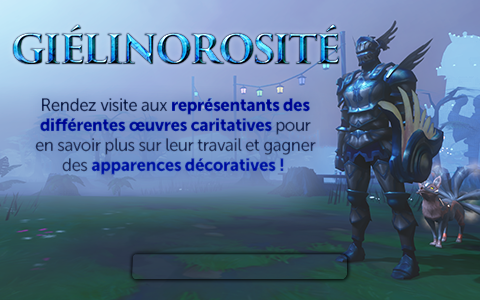 GIÉLINOROSITÉ
Rendez visite aux représentants des
différentes œuvres caritatives pour
en savoir plus sur leur travail et gagner
des apparences décoratives !